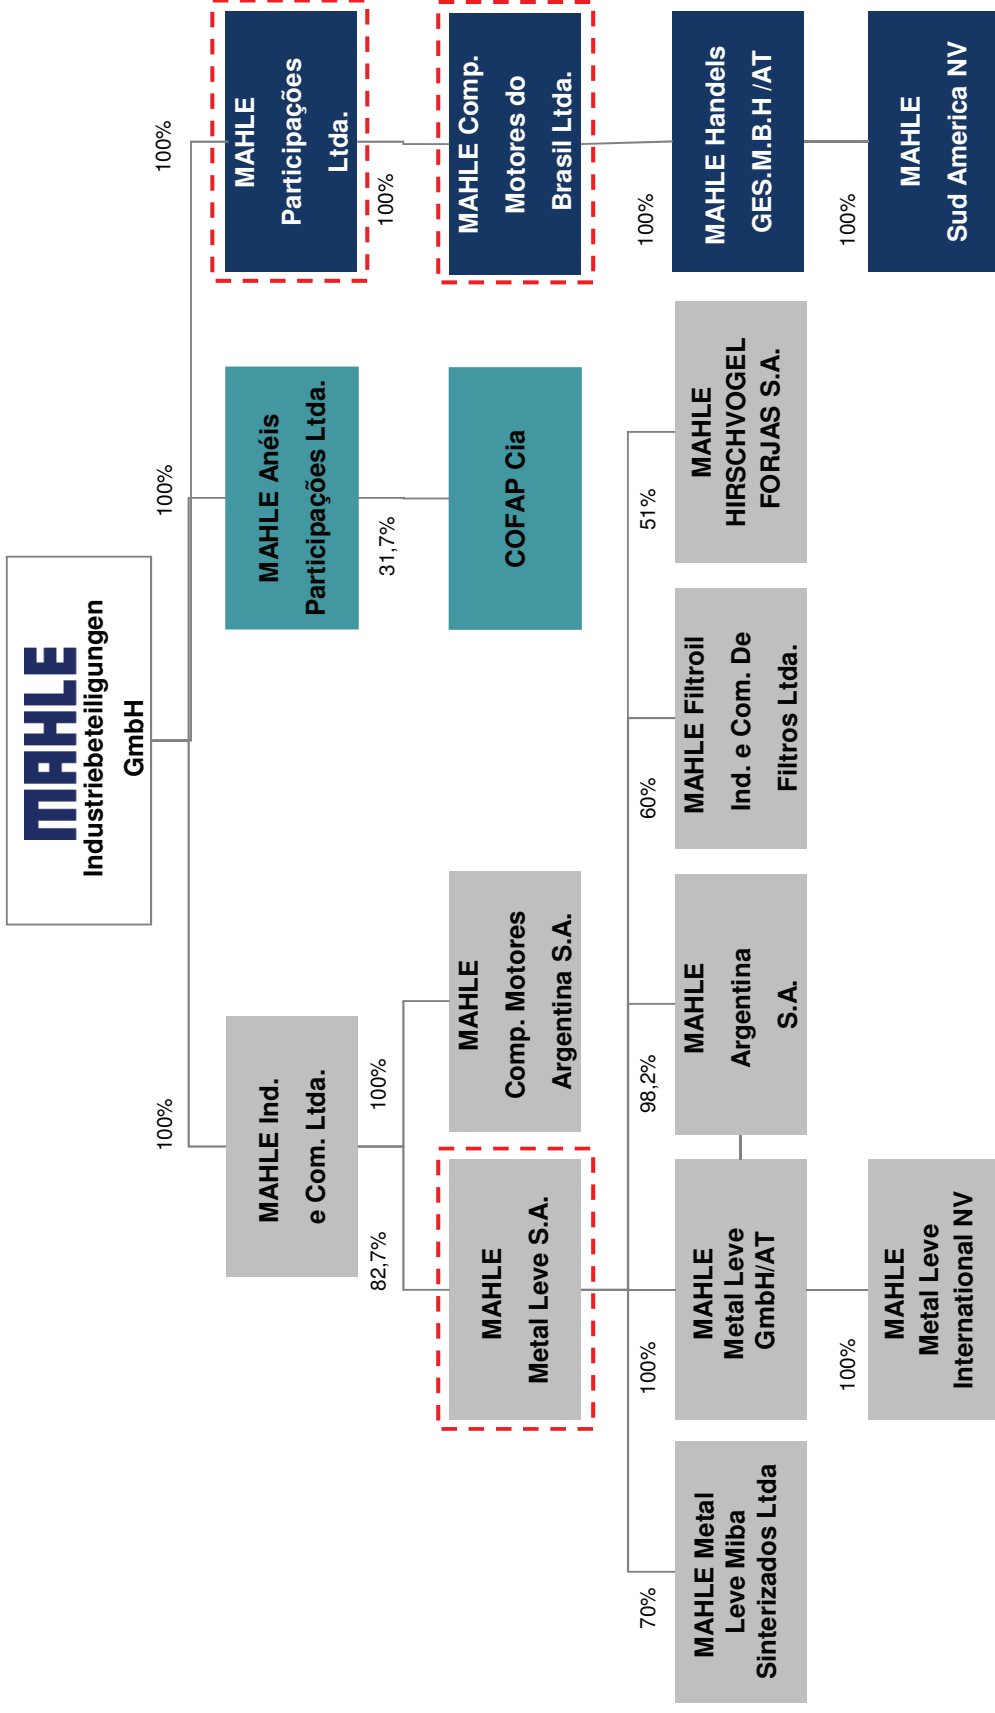 MAHLE
Industriebeteiligungen
GmbH
100%
100%
100%
MAHLE Ind.
e Com. Ltda.
MAHLE Anéis
Participações Ltda.
MAHLE
Participações
Ltda.
82,7%
100%
31,7%
100%
MAHLE
Metal Leve S.A.
MAHLE
Comp. Motores
Argentina S.A.
COFAP Cia
MAHLE Comp.
Motores do
Brasil Ltda.
70%
100%
98,2%
60%
51%
100%
MAHLE Metal
Leve Miba
Sinterizados Ltda
MAHLE
Metal Leve
GmbH/AT
MAHLE
Argentina
S.A.
MAHLE Filtroil
Ind. e Com. De
Filtros Ltda.
MAHLE
HIRSCHVOGEL
FORJAS S.A.
MAHLE Handels
GES.M.B.H /AT
100%
100%
MAHLE
Metal Leve
International NV
MAHLE
Sud America NV